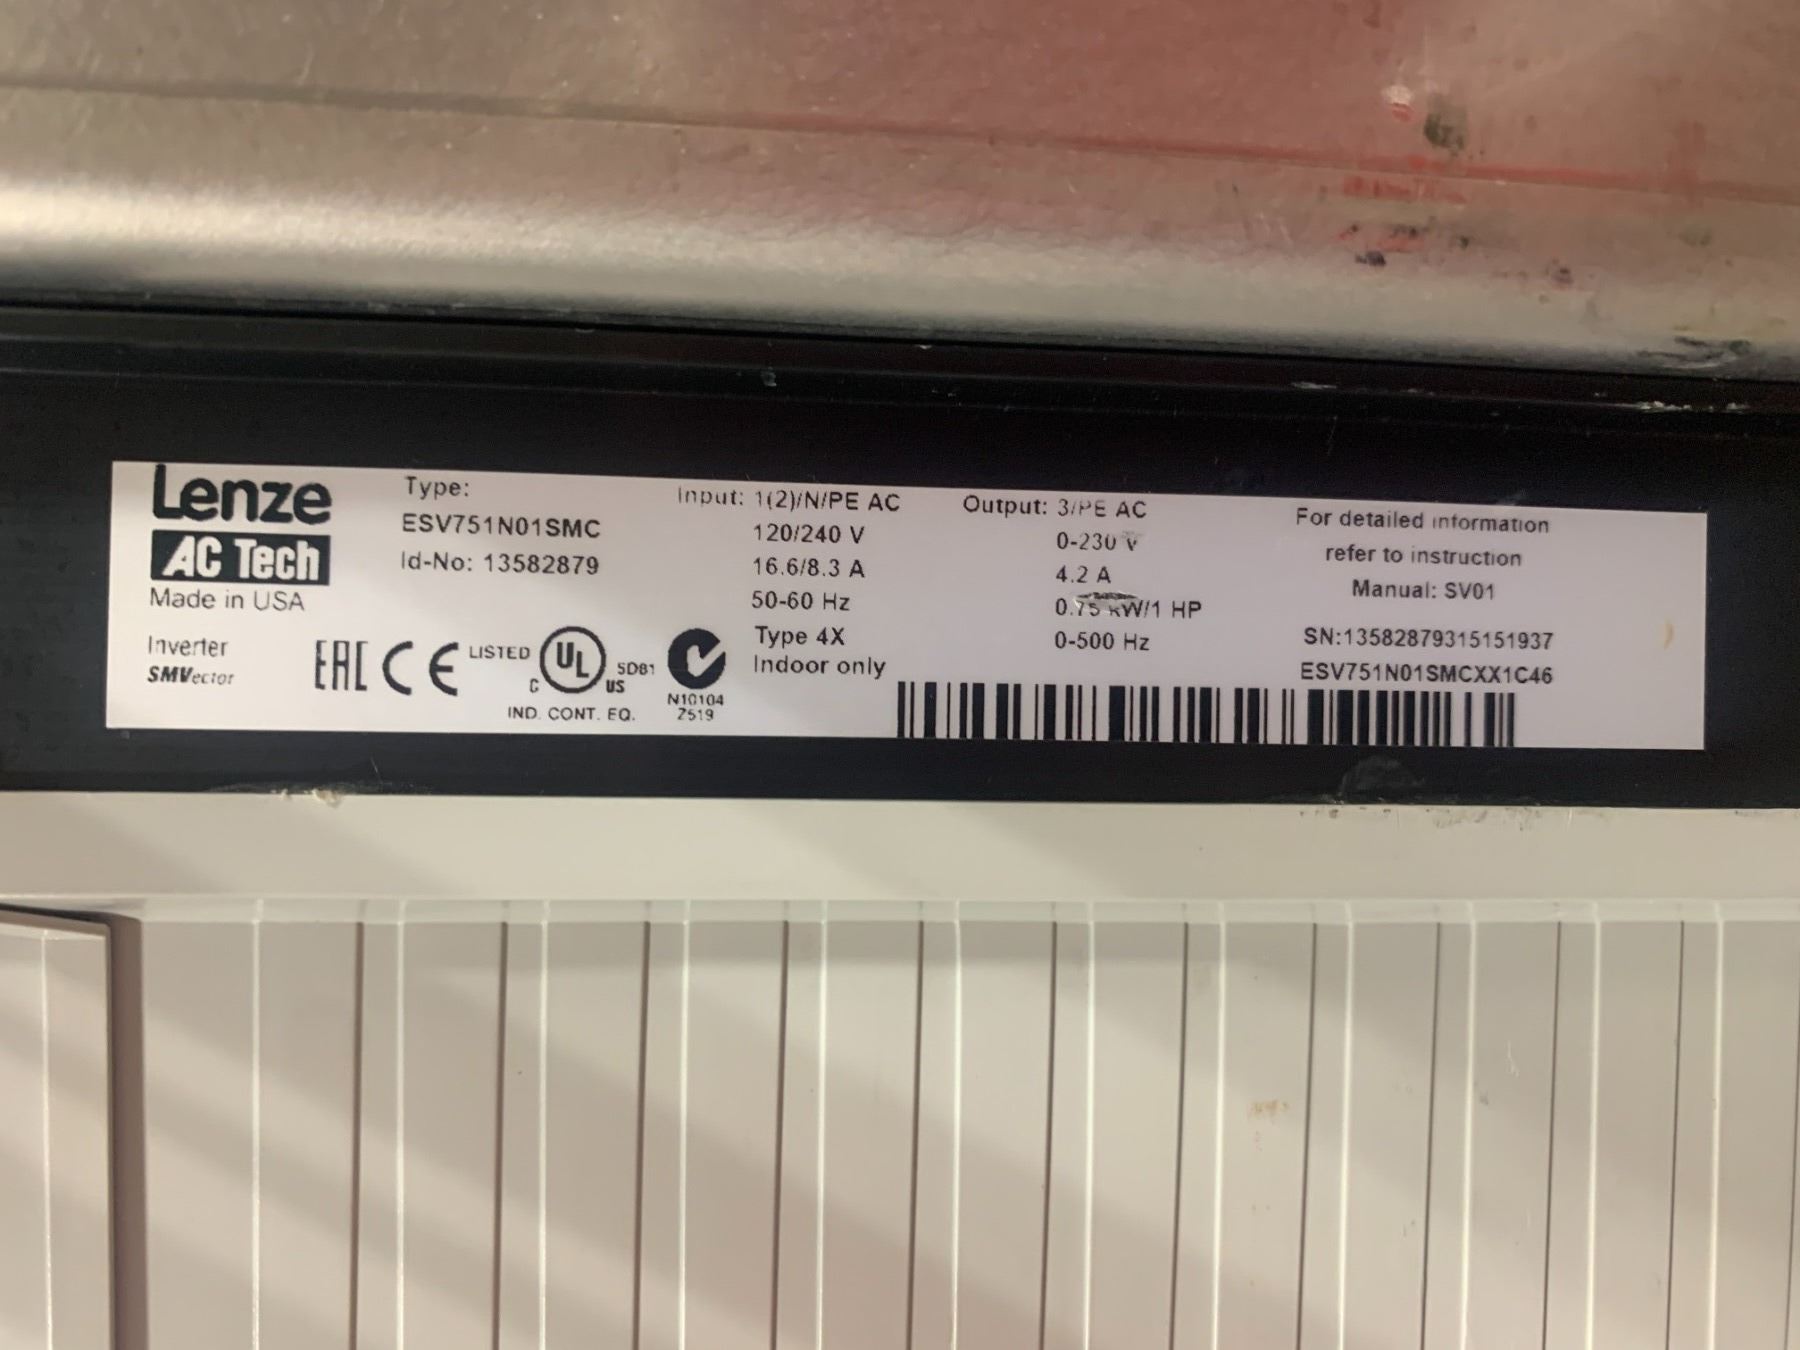 Lenze
AC Tech
Made in USA
Inverter
SMVector
Type:
ESV751N01SMC
Id-No: 13582879
EAC CE LISTED C UL US 5D81
IND. CONT. EQ.
N10104
Z519
Input: 1(2)/N/PE AC
120/240 V
16.6/8.3 A
50-60 Hz
Type 4X
Indoor only
Output: 3/PE AC
0-230 V
4.2 A
0.75 kW/1 HP
0-500 Hz
For detailed information
refer to instruction
Manual: SV01
SN:13582879315151937
ESV751N01SMCXX1C46